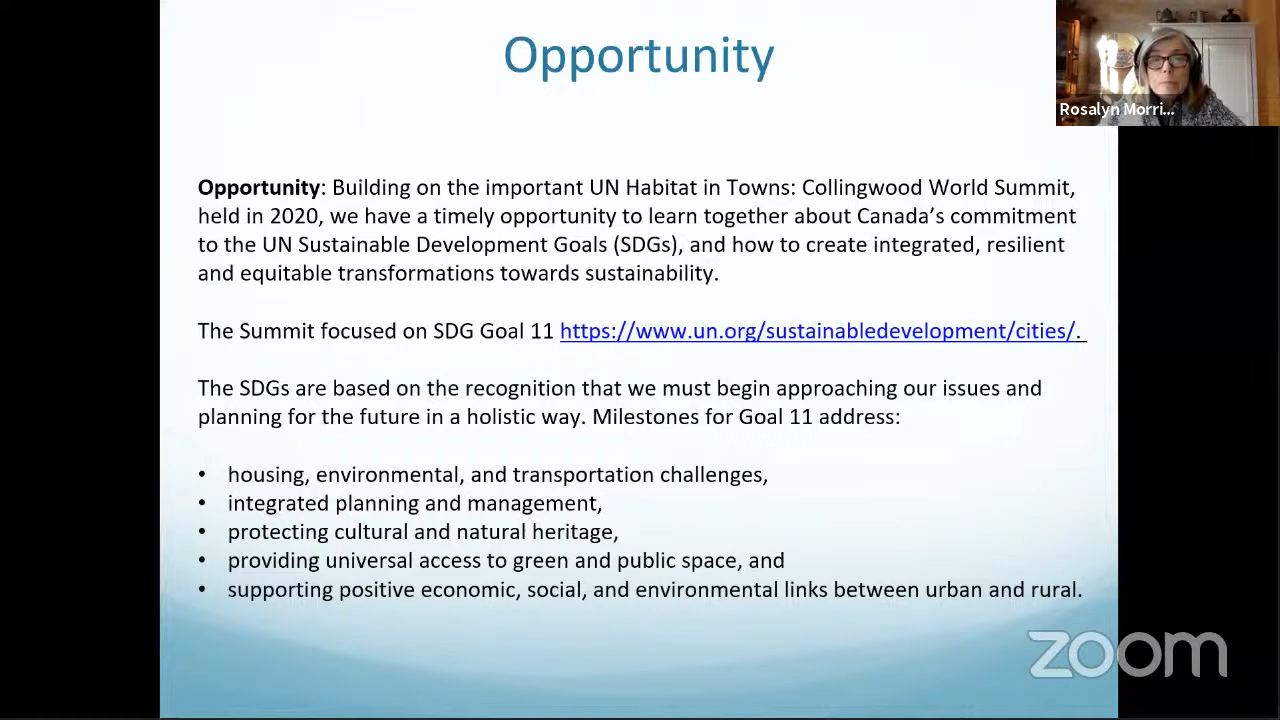 Opportunity
Rosalyn Morri...
Opportunity: Building on the important UN Habitat in Towns: Collingwood World Summit,
held in 2020, we have a timely opportunity to learn together about Canada’s commitment
to the UN Sustainable Development Goals (SDGs), and how to create integrated, resilient
and equitable transformations towards sustainability.
The Summit focused on SDG Goal 11 https://www.un.org/sustainabledevelopment/cities/.
The SDGs are based on the recognition that we must begin approaching our issues and
planning for the future in a holistic way. Milestones for Goal 11 address:
• housing, environmental, and transportation challenges,
• integrated planning and management,
• protecting cultural and natural heritage,
• providing universal access to green and public space, and
• supporting positive economic, social, and environmental links between urban and rural.
zoom